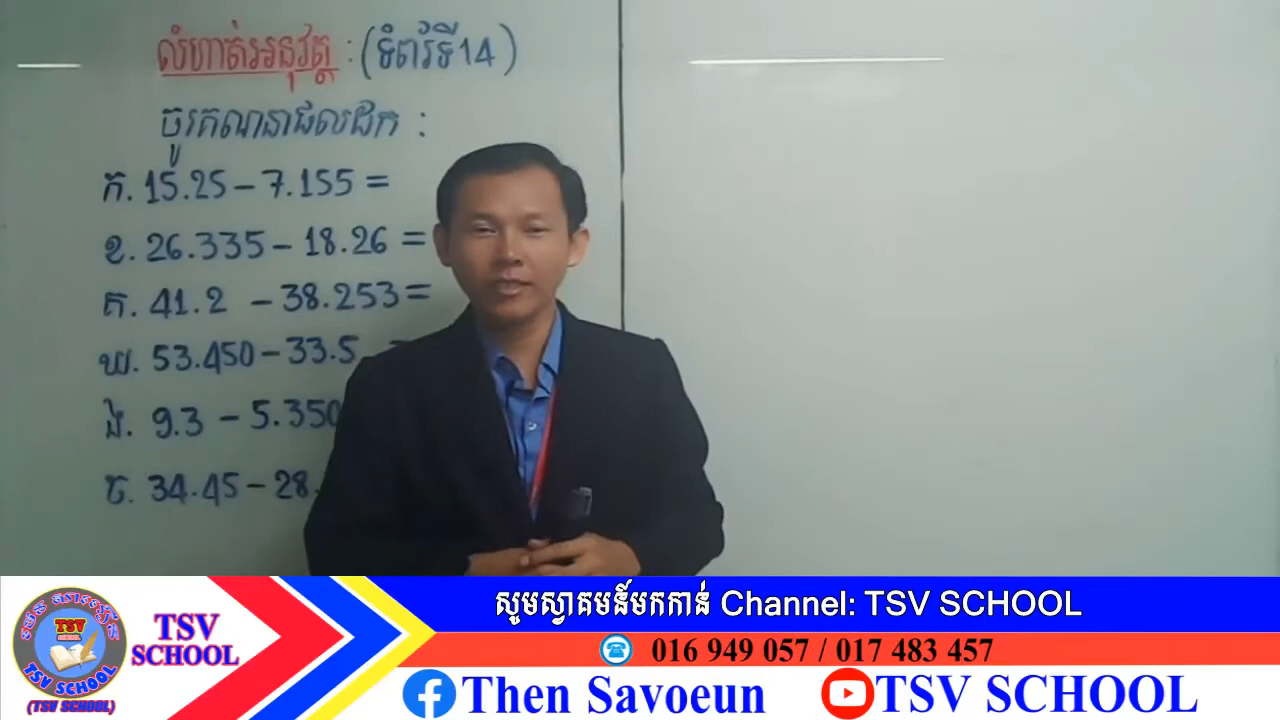 លំហាត់អនុវត្ត : (ទំព័រទី14)
ចូរគណនាផលដក :
ក. 15.25 – 7.155 =
ខ. 26.335 – 18.26 =
គ. 41.2 – 38.253 =
ឃ. 53.450 – 33.5 =
ង. 9.3 – 5.350
ច. 34.45 – 28.
សូមស្វាគមន៍មកកាន់ Channel: TSV SCHOOL
016 949 057 / 017 483 457
Then Savoeun
TSV SCHOOL
TSV
SCHOOL
TSV
SCHOOL
TSV SCHOOL
(TSV SCHOOL)